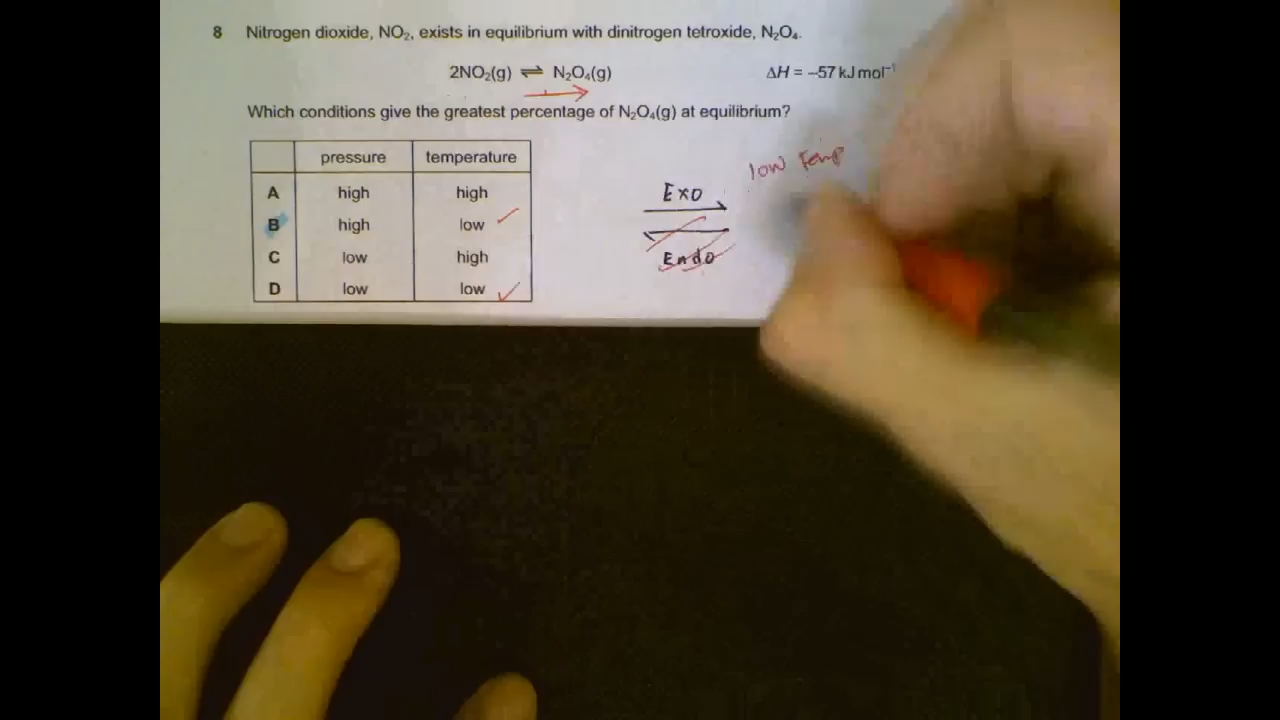 8 Nitrogen dioxide, NO₂, exists in equilibrium with dinitrogen tetroxide, N₂O₄.
2NO₂(g) ⇌ N₂O₄(g) ΔH = –57 kJ mol⁻¹
Which conditions give the greatest percentage of N₂O₄(g) at equilibrium?
pressure temperature
A high high
B high low
C low high
D low low
low temp
Exo
Endo